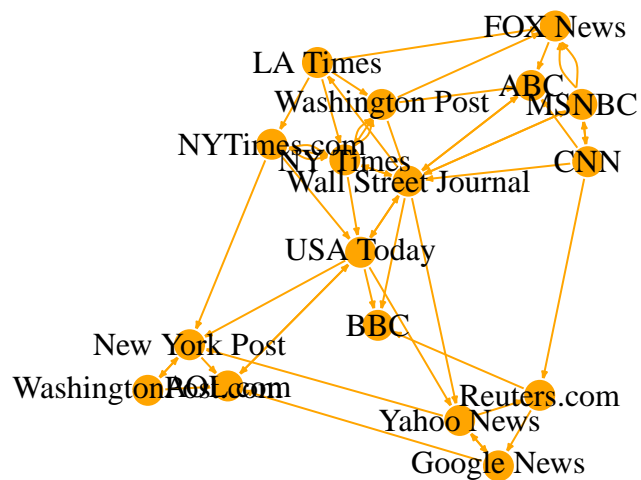 FOX News
LA Times
ABC
Washington Post
MSNBC
NYTimes.com
NY Times
CNN
Wall Street Journal
USA Today
BBC
New York Post
WashingtonPost.com
AOL.com
Reuters.com
Yahoo News
Google News